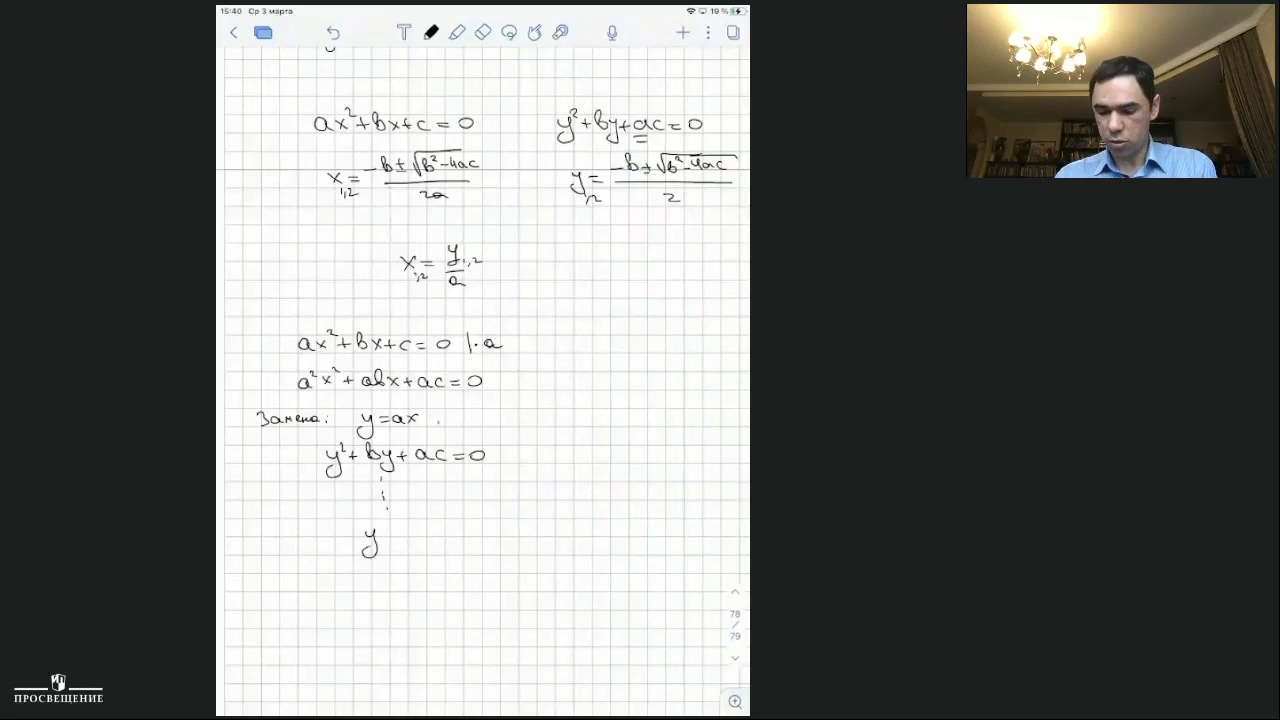 15:40 Ср 3 марта
19 %
T
ax²+bx+c=0
y²+by+ac=0
x₁,₂ = (-b±√(b²-4ac))/2a
y₁,₂ = (-b±√(b²-4ac))/2
x₁,₂ = y₁,₂/a
ax²+bx+c=0 |·a
a²x²+abx+ac=0
Замена: y=ax
y²+by+ac=0
y
78
/
79
ПРОСВЕЩЕНИЕ